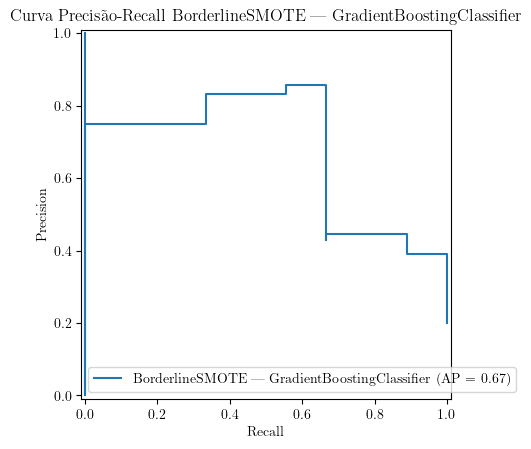 Curva Precisão-Recall BorderlineSMOTE — GradientBoostingClassifier
1.0
0.8
0.6
0.4
0.2
0.0
Precision
BorderlineSMOTE — GradientBoostingClassifier (AP = 0.67)
0.0 0.2 0.4 0.6 0.8 1.0
Recall